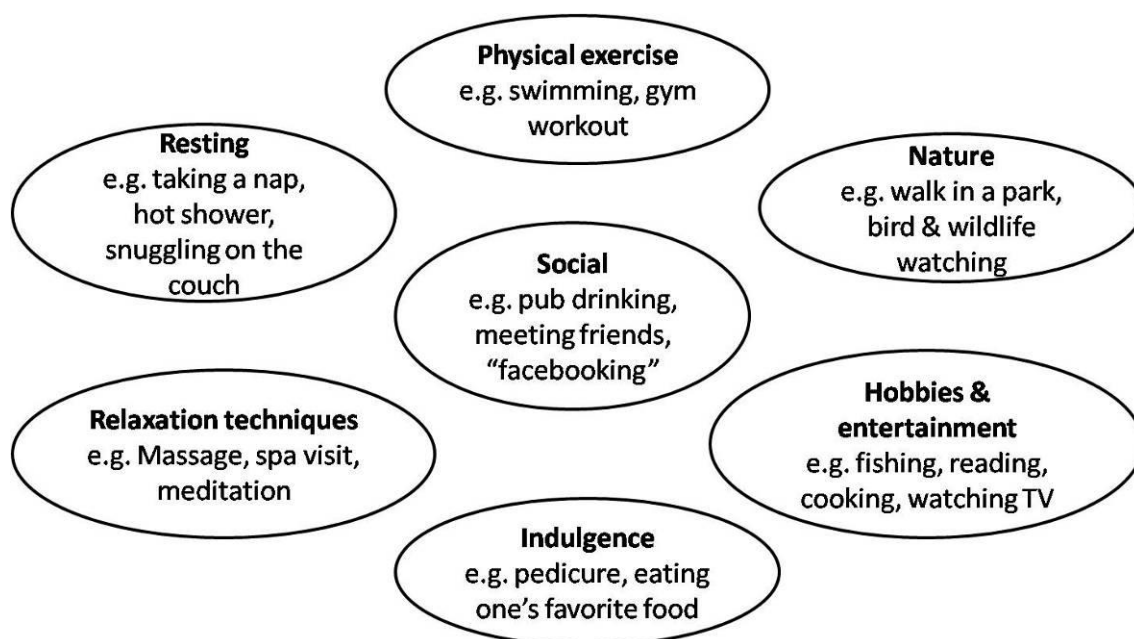 Physical exercise
e.g. swimming, gym
workout
Resting
e.g. taking a nap,
hot shower,
snuggling on the
couch
Nature
e.g. walk in a park,
bird & wildlife
watching
Social
e.g. pub drinking,
meeting friends,
“facebooking”
Relaxation techniques
e.g. Massage, spa visit,
meditation
Hobbies &
entertainment
e.g. fishing, reading,
cooking, watching TV
Indulgence
e.g. pedicure, eating
one’s favorite food